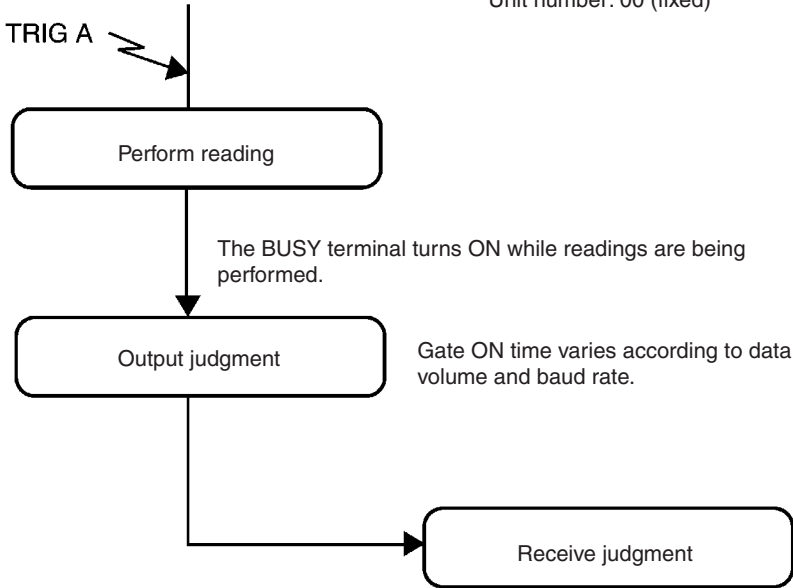 Unit number: 00 (fixed)
TRIG A
Perform reading
The BUSY terminal turns ON while readings are being
performed.
Output judgment
Gate ON time varies according to data
volume and baud rate.
Receive judgment